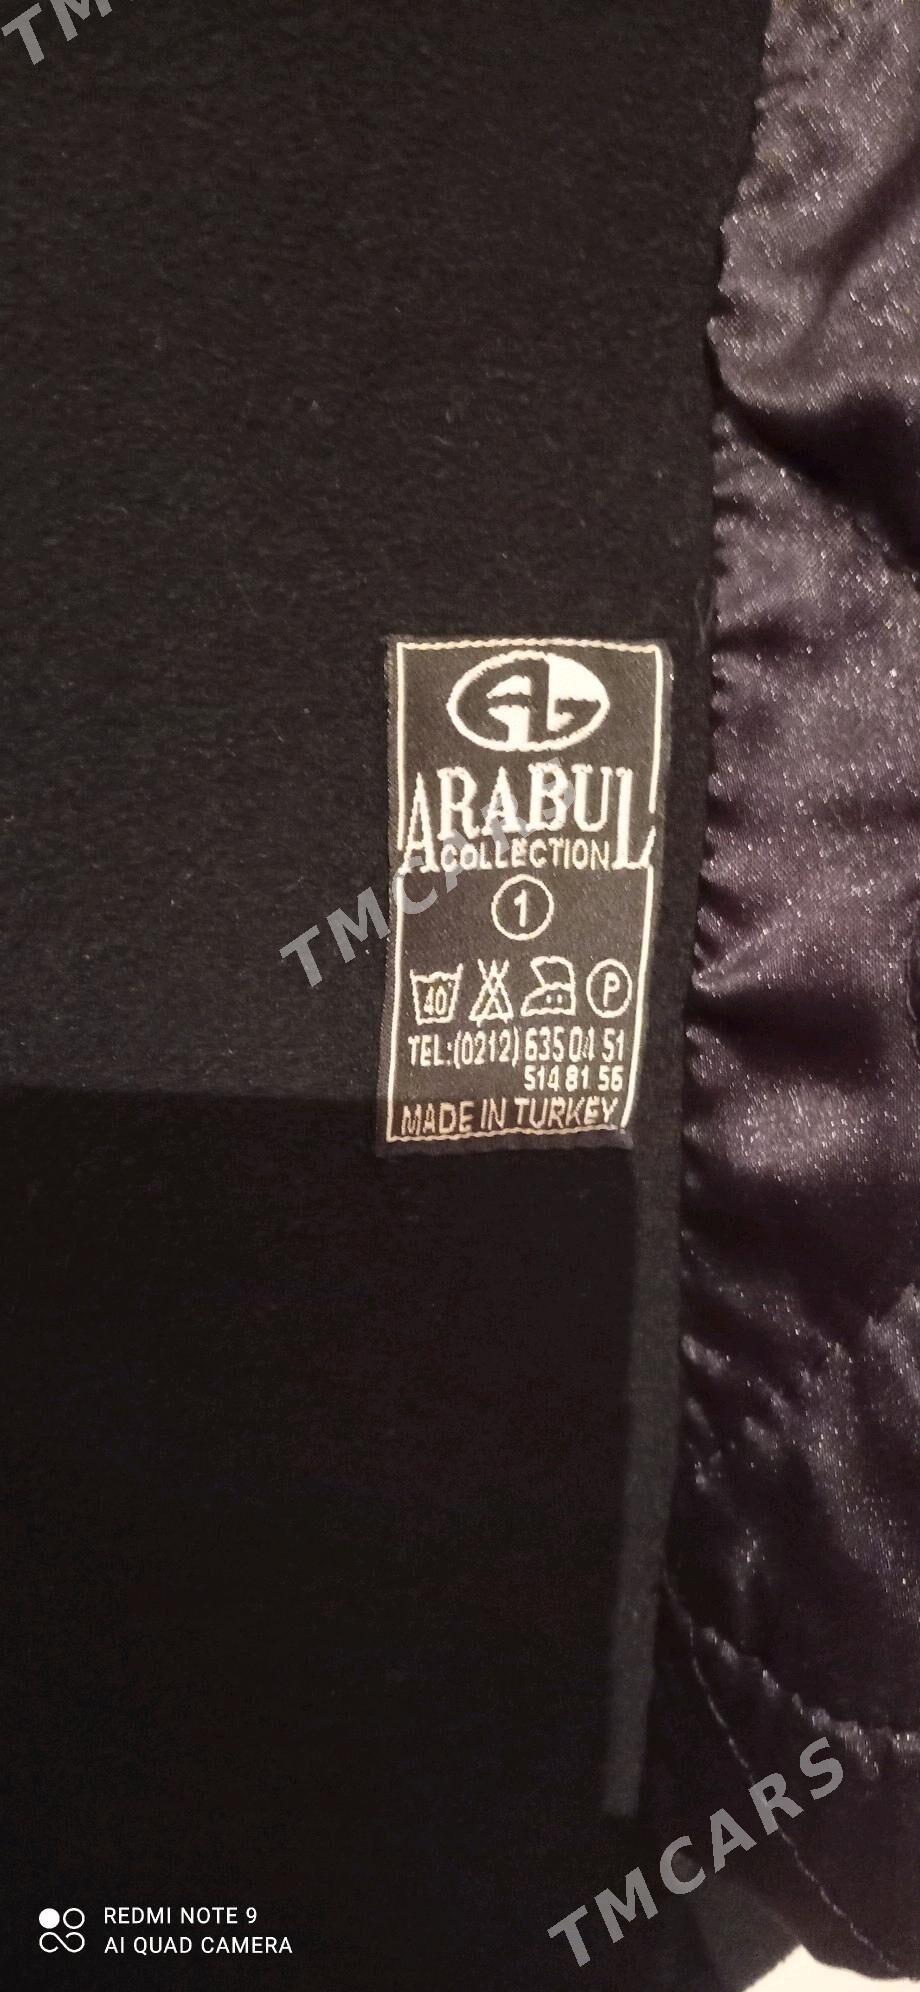 TMCARS
AG
ARABUL
COLLECTION
1
40 P
TEL:(0212) 635 04 51
514 81 56
MADE IN TURKEY
TMCARS
TMCARS
REDMI NOTE 9
AI QUAD CAMERA